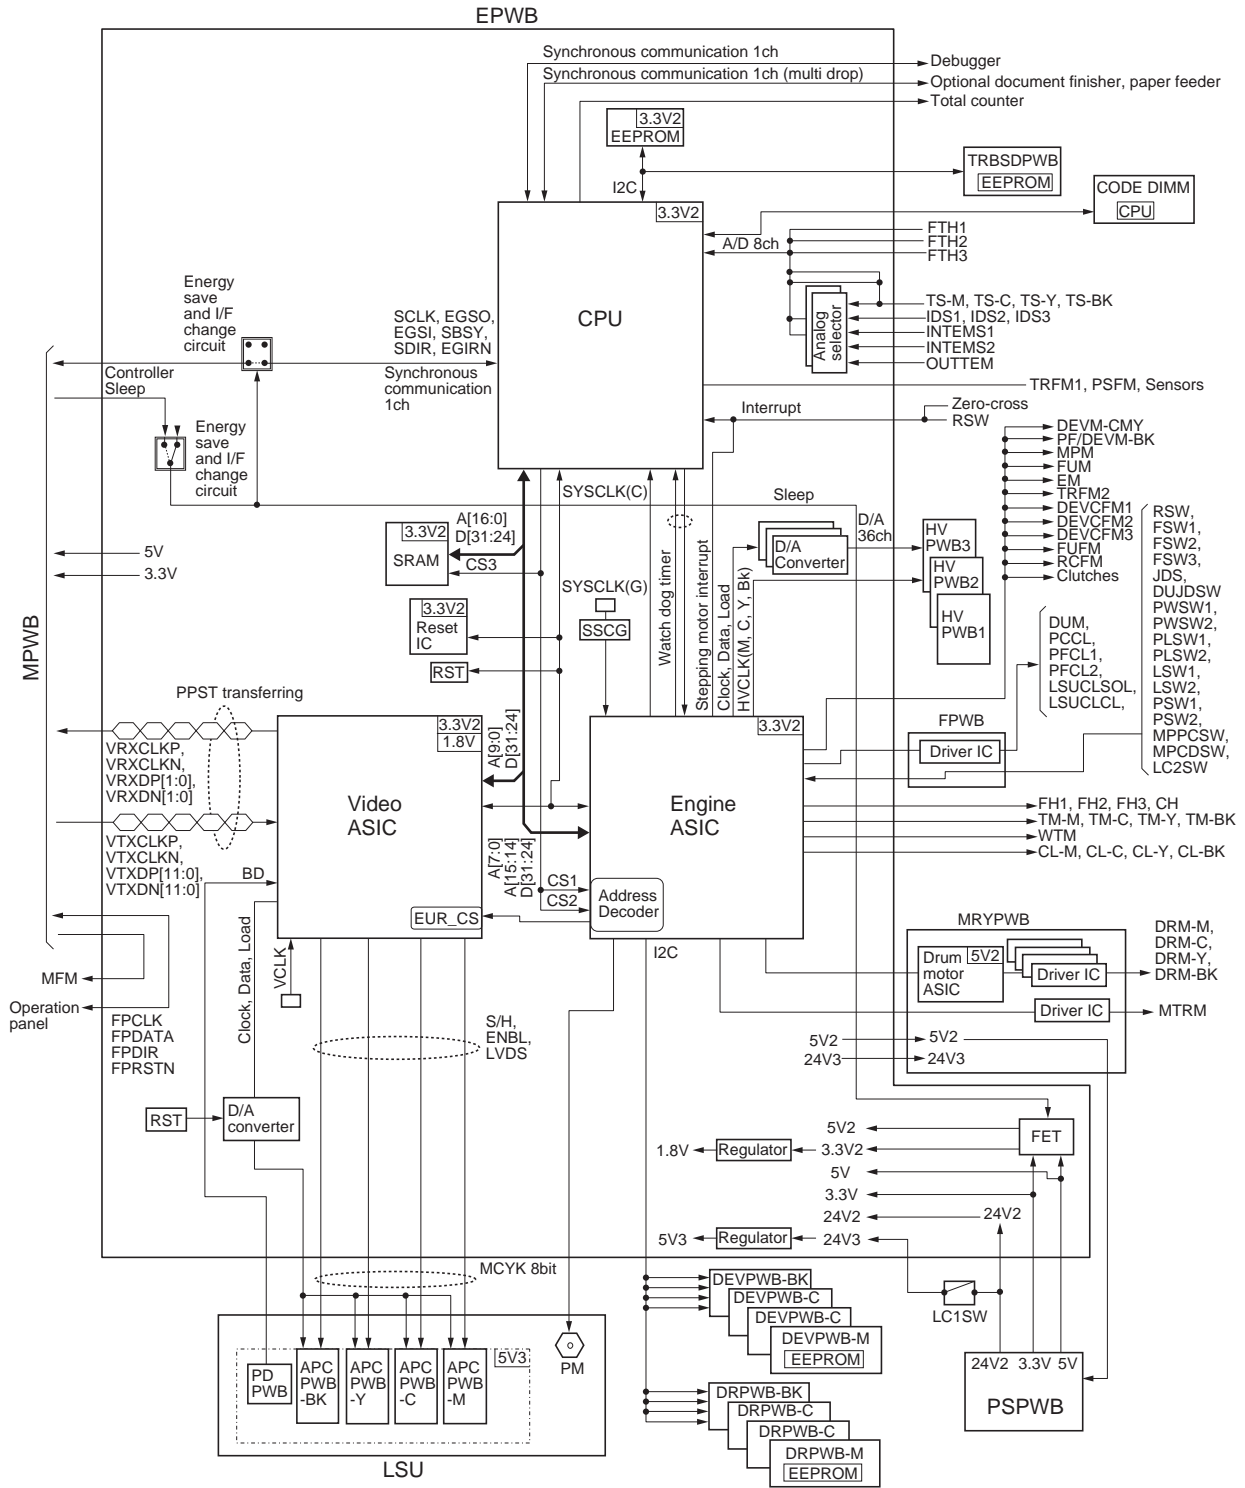 EPWB
Synchronous communication 1ch
Debugger
Synchronous communication 1ch (multi drop)
Optional document finisher, paper feeder
Total counter
3.3V2
EEPROM
TRBSDPWB
EEPROM
I2C
CODE DIMM
CPU
3.3V2
CPU
A/D 8ch
FTH1
FTH2
FTH3
Analog
selector
TS-M, TS-C, TS-Y, TS-BK
IDS1, IDS2, IDS3
INTEMS1
INTEMS2
OUTTEM
TRFM1, PSFM, Sensors
Energy
save
and I/F
change
circuit
SCLK, EGSO,
EGSI, SBSY,
SDIR, EGIRN
Synchronous
communication
1ch
Controller
Sleep
Energy
save
and I/F
change
circuit
Interrupt
Zero-cross
RSW
DEVM-CMY
PF/DEVM-BK
MPM
FUM
EM
TRFM2
DEVCFM1
DEVCFM2
DEVCFM3
FUFM
RCFM
Clutches
RSW,
FSW1,
FSW2,
FSW3,
JDS,
DUJDSW
PWSW1,
PWSW2,
PLSW1,
PLSW2,
LSW1,
LSW2,
PSW1,
PSW2,
MPPCSW,
MPCDSW,
LC2SW
SYSCLK(C)
Sleep
A[16:0]
D[31:24]
3.3V2
SRAM
CS3
5V
3.3V
MPWB
3.3V2
Reset
IC
RST
SYSCLK(G)
SSCG
Watch dog timer
Stepping motor interrupt
Clock, Data, Load
HVCLK(M, C, Y, Bk)
D/A
Converter
D/A
36ch
HV
PWB3
HV
PWB2
HV
PWB1
DUM,
PCCL,
PFCL1,
PFCL2,
LSUCLSOL,
LSUCLCL,
FPWB
Driver IC
PPST transferring
VRXCLKP,
VRXCLKN,
VRXDP[1:0],
VRXDN[1:0]
VTXCLKP,
VTXCLKN,
VTXDP[11:0],
VTXDN[11:0]
3.3V2
1.8V
Video
ASIC
A[9:0]
D[31:24]
A[7:0]
A[15:14]
D[31:24]
3.3V2
Engine
ASIC
FH1, FH2, FH3, CH
TM-M, TM-C, TM-Y, TM-BK
WTM
CL-M, CL-C, CL-Y, CL-BK
BD
CS1
CS2
Address
Decoder
EUR_CS
I2C
MFM
Operation
panel
FPCLK
FPDATA
FPDIR
FPRSTN
Clock, Data, Load
VCLK
S/H,
ENBL,
LVDS
MRYPWB
Drum
motor
ASIC
5V2
Driver IC
DRM-M,
DRM-C,
DRM-Y,
DRM-BK
Driver IC
MTRM
5V2
5V2
24V3
24V3
RST
D/A
converter
FET
5V2
1.8V
Regulator
3.3V2
5V
3.3V
24V2
24V2
5V3
Regulator
24V3
MCYK 8bit
LC1SW
DEVPWB-BK
DEVPWB-C
DEVPWB-C
DEVPWB-M
EEPROM
DRPWB-BK
DRPWB-C
DRPWB-C
DRPWB-M
EEPROM
24V2 3.3V 5V
PSPWB
PD
PWB
APC
PWB
-BK
APC
PWB
-Y
APC
PWB
-C
APC
PWB
-M
5V3
PM
LSU